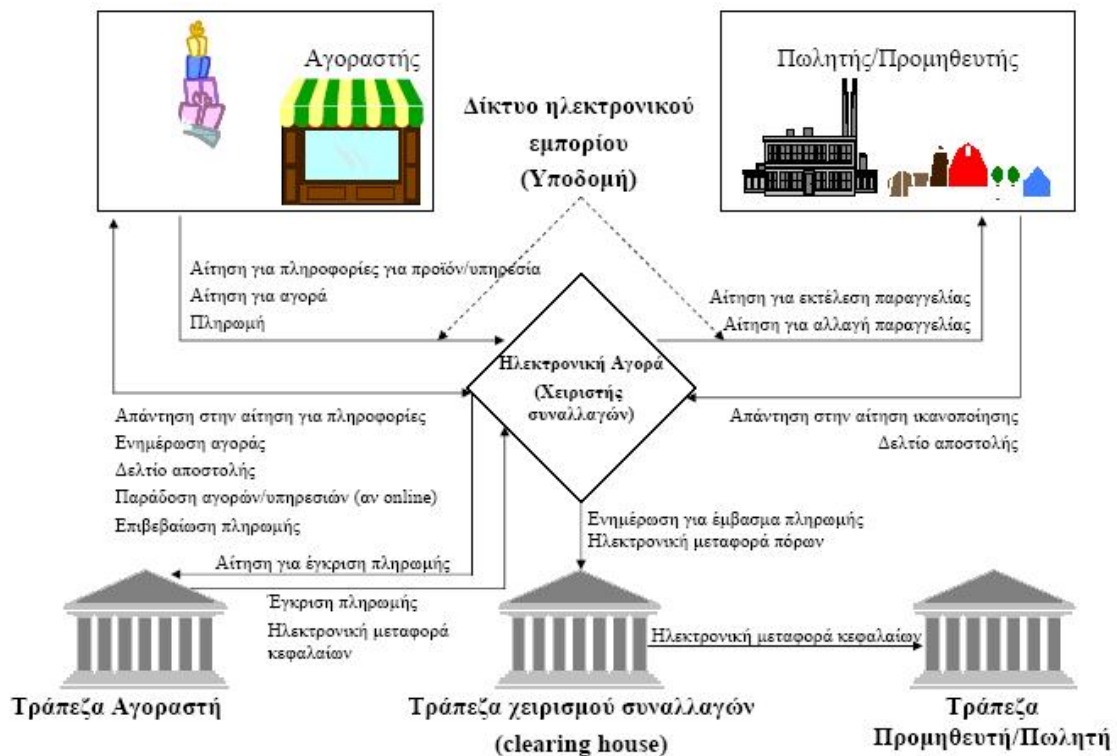 Αγοραστής
Πωλητής/Προμηθευτής
Δίκτυο ηλεκτρονικού
εμπορίου
(Υποδομή)
Αίτηση για πληροφορίες για προϊόν/υπηρεσία
Αίτηση για αγορά
Πληρωμή
Αίτηση για εκτέλεση παραγγελίας
Αίτηση για αλλαγή παραγγελίας
Ηλεκτρονική Αγορά
(Χειριστής
συναλλαγών)
Απάντηση στην αίτηση για πληροφορίες
Ενημέρωση αγοράς
Δελτίο αποστολής
Παράδοση αγορών/υπηρεσιών (αν online)
Επιβεβαίωση πληρωμής
Απάντηση στην αίτηση ικανοποίησης
Δελτίο αποστολής
Ενημέρωση για έμβασμα πληρωμής
Ηλεκτρονική μεταφορά πόρων
Αίτηση για έγκριση πληρωμής
Έγκριση πληρωμής
Ηλεκτρονική μεταφορά
κεφαλαίων
Ηλεκτρονική μεταφορά κεφαλαίων
Τράπεζα Αγοραστή
Τράπεζα χειρισμού συναλλαγών
(clearing house)
Τράπεζα
Προμηθευτή/Πωλητή